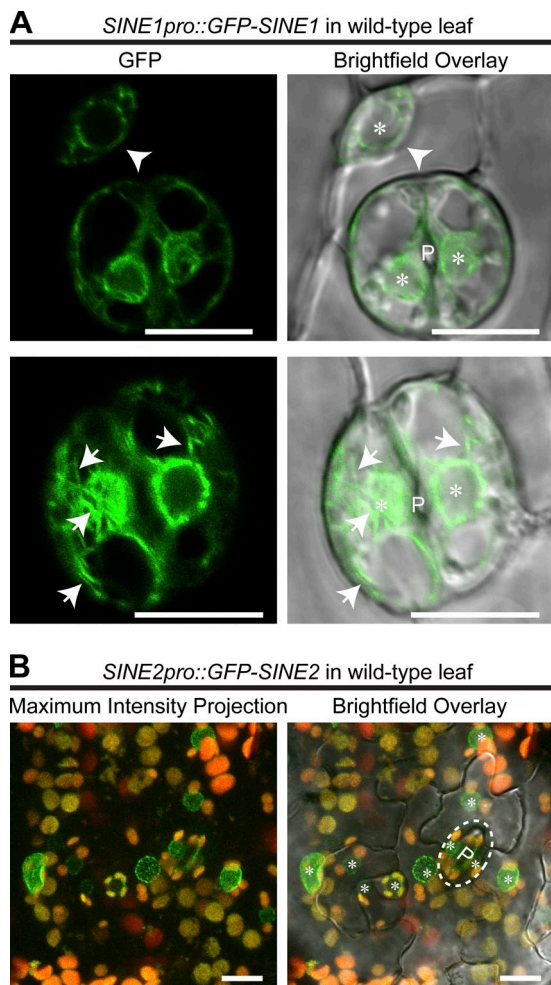 A
SINE1pro::GFP-SINE1 in wild-type leaf
GFP
Brightfield Overlay
*
P
*
*
P
*
*
B
SINE2pro::GFP-SINE2 in wild-type leaf
Maximum Intensity Projection
Brightfield Overlay
*
*
*
P
*
*
*
*
*
*